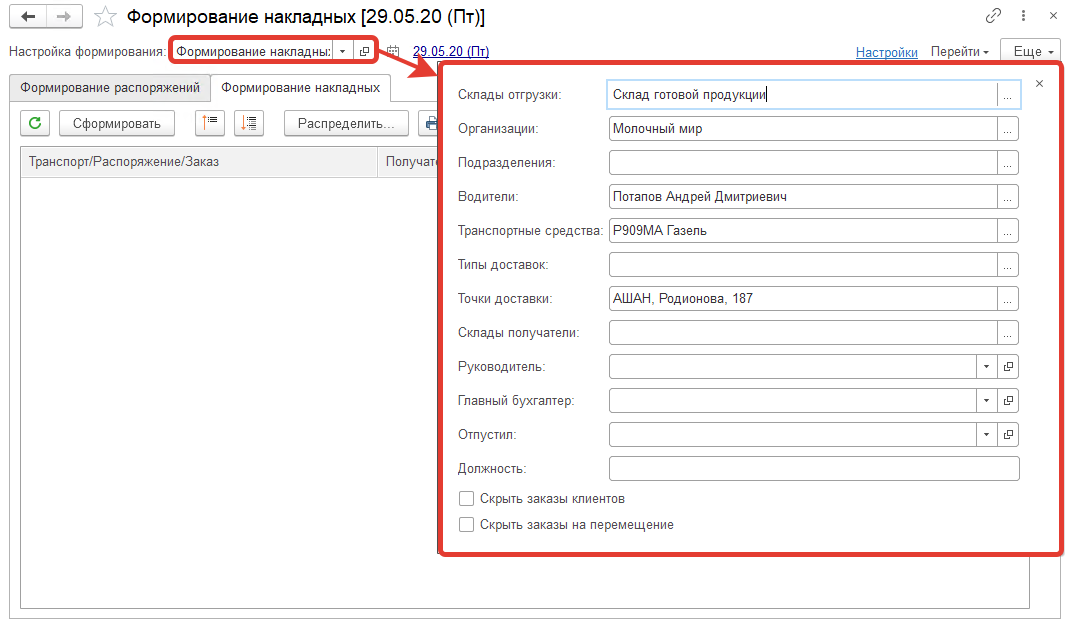 Формирование накладных [29.05.20 (Пт)]
Настройка формирования: Формирование накладны: 29.05.20 (Пт) Настройки Перейти Еще
Формирование распоряжений Формирование накладных
Сформировать Распределить...
Транспорт/Распоряжение/Заказ Получате
Склады отгрузки: Склад готовой продукции ...
Организации: Молочный мир ...
Подразделения: ...
Водители: Потапов Андрей Дмитриевич ...
Транспортные средства: Р909МА Газель ...
Типы доставок: ...
Точки доставки: АШАН, Родионова, 187 ...
Склады получатели: ...
Руководитель:
Главный бухгалтер:
Отпустил:
Должность:
Скрыть заказы клиентов
Скрыть заказы на перемещение